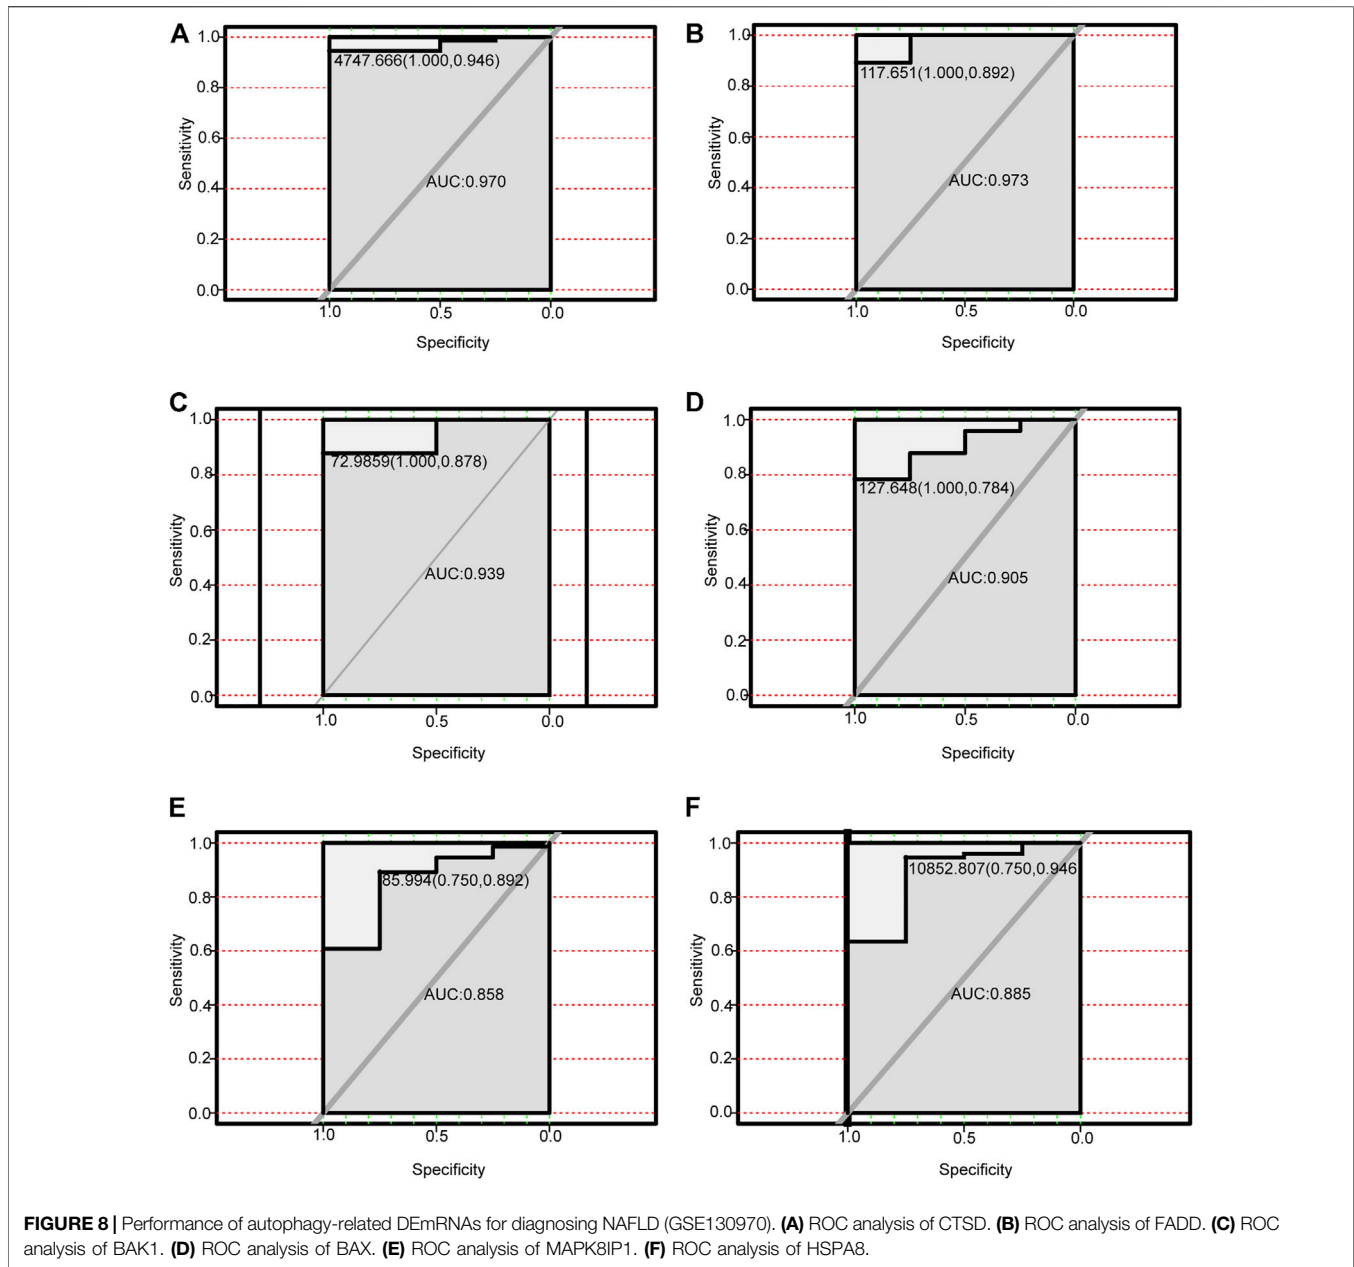 A
1.0
0.8
0.6
0.4
0.2
0.0
Sensitivity
4747.666(1.000,0.946)
AUC:0.970
1.0
0.5
0.0
Specificity
B
1.0
0.8
0.6
0.4
0.2
0.0
Sensitivity
117.651(1.000,0.892)
AUC:0.973
1.0
0.5
0.0
Specificity
C
1.0
0.8
0.6
0.4
0.2
0.0
Sensitivity
72.9859(1.000,0.878)
AUC:0.939
1.0
0.5
0.0
Specificity
D
1.0
0.8
0.6
0.4
0.2
0.0
Sensitivity
127.648(1.000,0.784)
AUC:0.905
1.0
0.5
0.0
Specificity
E
1.0
0.8
0.6
0.4
0.2
0.0
Sensitivity
85.994(0.750,0.892)
AUC:0.858
1.0
0.5
0.0
Specificity
F
1.0
0.8
0.6
0.4
0.2
0.0
Sensitivity
10852.807(0.750,0.946
AUC:0.885
1.0
0.5
0.0
Specificity
FIGURE 8 | Performance of autophagy-related DEmRNAs for diagnosing NAFLD (GSE130970). (A) ROC analysis of CTSD. (B) ROC analysis of FADD. (C) ROC
analysis of BAK1. (D) ROC analysis of BAX. (E) ROC analysis of MAPK8IP1. (F) ROC analysis of HSPA8.